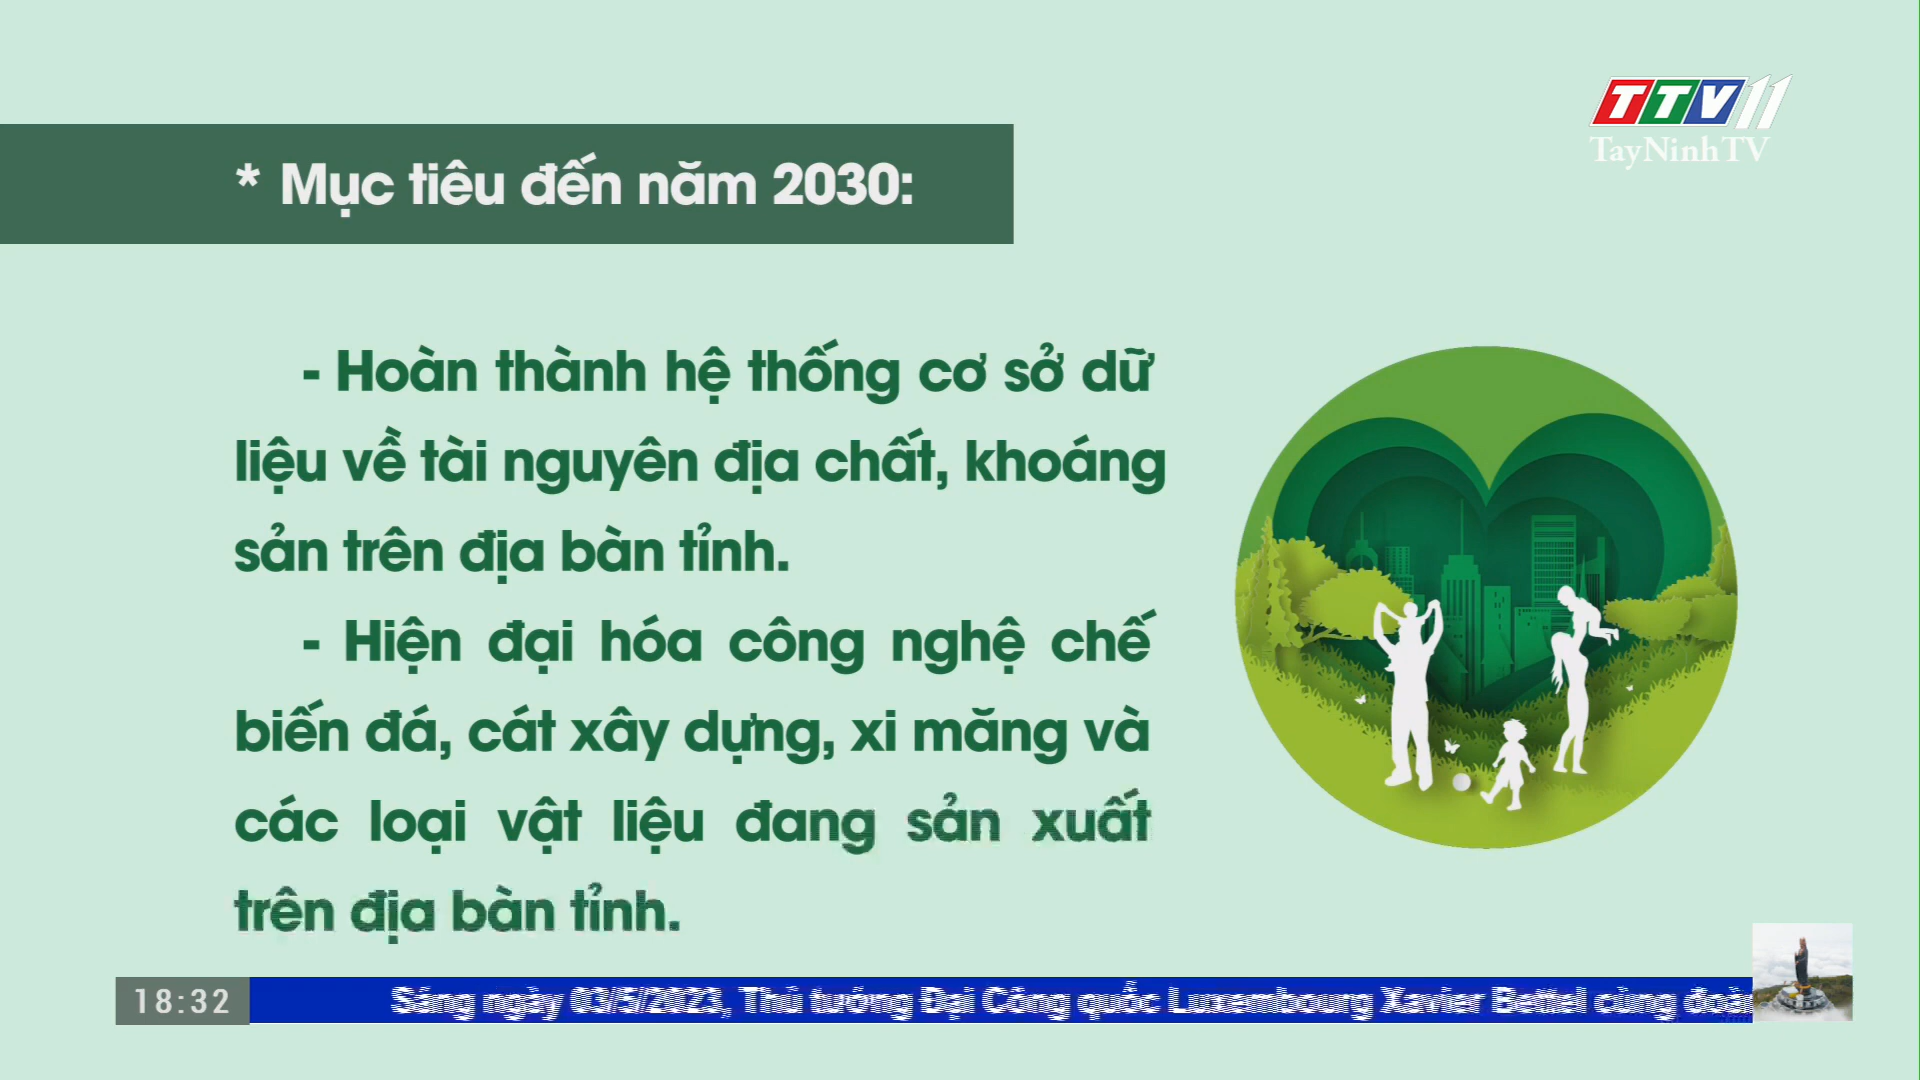 TTV11
TayNinhTV
* Mục tiêu đến năm 2030:
- Hoàn thành hệ thống cơ sở dữ
liệu về tài nguyên địa chất, khoáng
sản trên địa bàn tỉnh.
- Hiện đại hóa công nghệ chế
biến đá, cát xây dựng, xi măng và
các loại vật liệu đang sản xuất
trên địa bàn tỉnh.
18:32
Sáng ngày 03/5/2023, Thủ tướng Đại Công quốc Luxembourg Xavier Bettel cùng đoàn